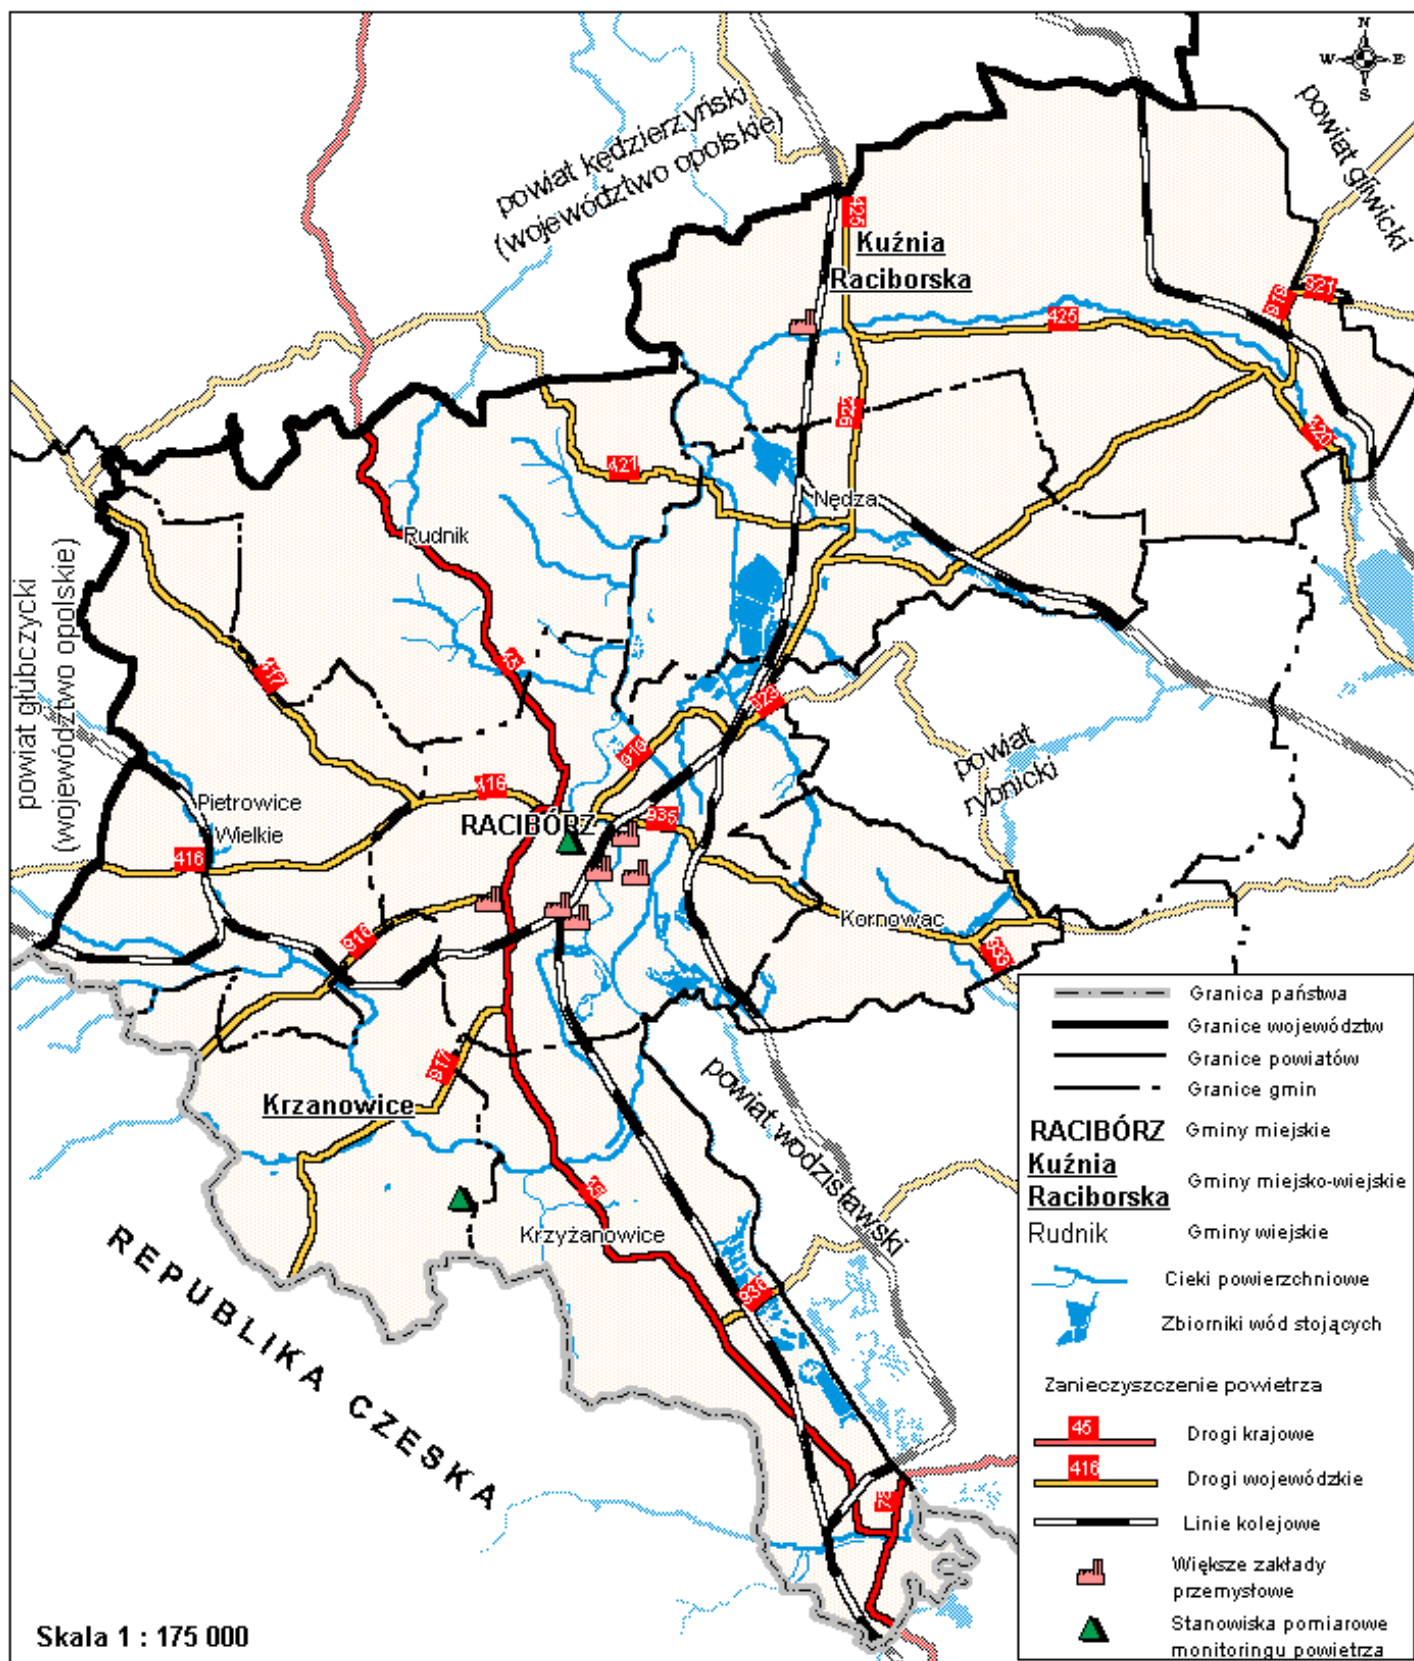 N
W E
S
powiat kędzierzyński
(województwo opolskie)
powiat gliwicki
425
Kuźnia
Raciborska
919
921
425
922
420
421
Nędza
Rudnik
powiat głubczycki
(województwo opolskie)
417
45
923
919
powiat
rybnicki
416
Pietrowice
Wielkie
RACIBÓRZ
935
416
Kornowac
916
933
917
Krzanowice
powiat wodzisławski
45
Krzyżanowice
936
REPUBLIKA CZESKA
78
Skala 1 : 175 000
Granica państwa
Granice województw
Granice powiatów
Granice gmin
RACIBÓRZ Gminy miejskie
Kuźnia
Raciborska
Gminy miejsko-wiejskie
Rudnik Gminy wiejskie
Cieki powierzchniowe
Zbiorniki wód stojących
Zanieczyszczenie powietrza
45 Drogi krajowe
416 Drogi wojewódzkie
Linie kolejowe
Większe zakłady
przemysłowe
Stanowiska pomiarowe
monitoringu powietrza